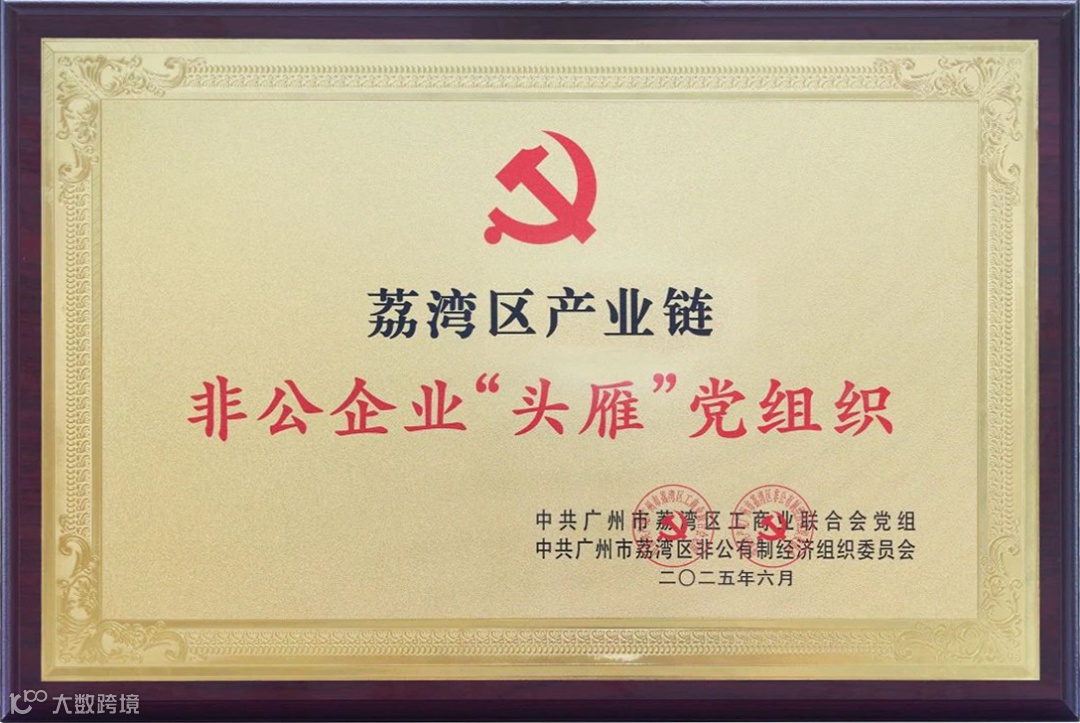 荔湾区产业链
非公企业“头雁”党组织
中共广州市荔湾区工商业联合会党组
中共广州市荔湾区非公有制经济组织委员会
二〇二五年六月
大数跨境